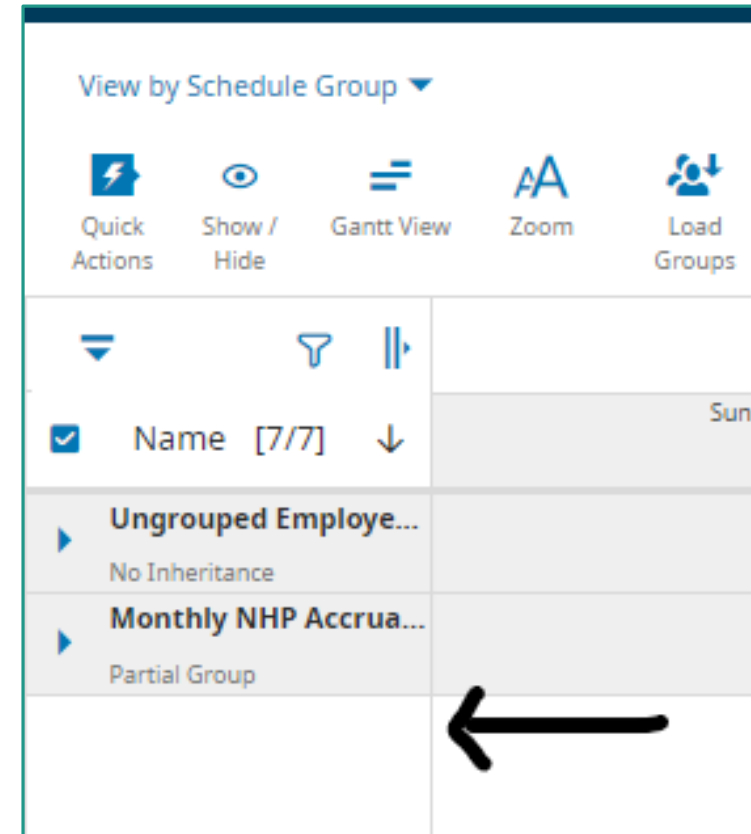 View by Schedule Group
Quick Actions
Show / Hide
Gantt View
Zoom
Load Groups
Name [7/7]
Sun
Ungrouped Employe...
No Inheritance
Monthly NHP Accrua...
Partial Group